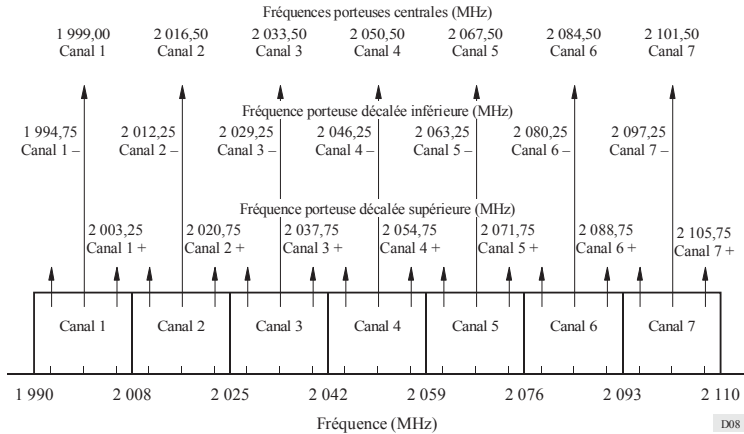 Fréquences porteuses centrales (MHz)
1 999,00 2 016,50 2 033,50 2 050,50 2 067,50 2 084,50 2 101,50
Canal 1 Canal 2 Canal 3 Canal 4 Canal 5 Canal 6 Canal 7
Fréquence porteuse décalée inférieure (MHz)
1 994,75 2 012,25 2 029,25 2 046,25 2 063,25 2 080,25 2 097,25
Canal 1 – Canal 2 – Canal 3 – Canal 4 – Canal 5 – Canal 6 – Canal 7 –
Fréquence porteuse décalée supérieure (MHz)
2 003,25 2 020,75 2 037,75 2 054,75 2 071,75 2 088,75 2 105,75
Canal 1 + Canal 2 + Canal 3 + Canal 4 + Canal 5 + Canal 6 + Canal 7 +
Canal 1 Canal 2 Canal 3 Canal 4 Canal 5 Canal 6 Canal 7
1 990 2 008 2 025 2 042 2 059 2 076 2 093 2 110
Fréquence (MHz)
D08